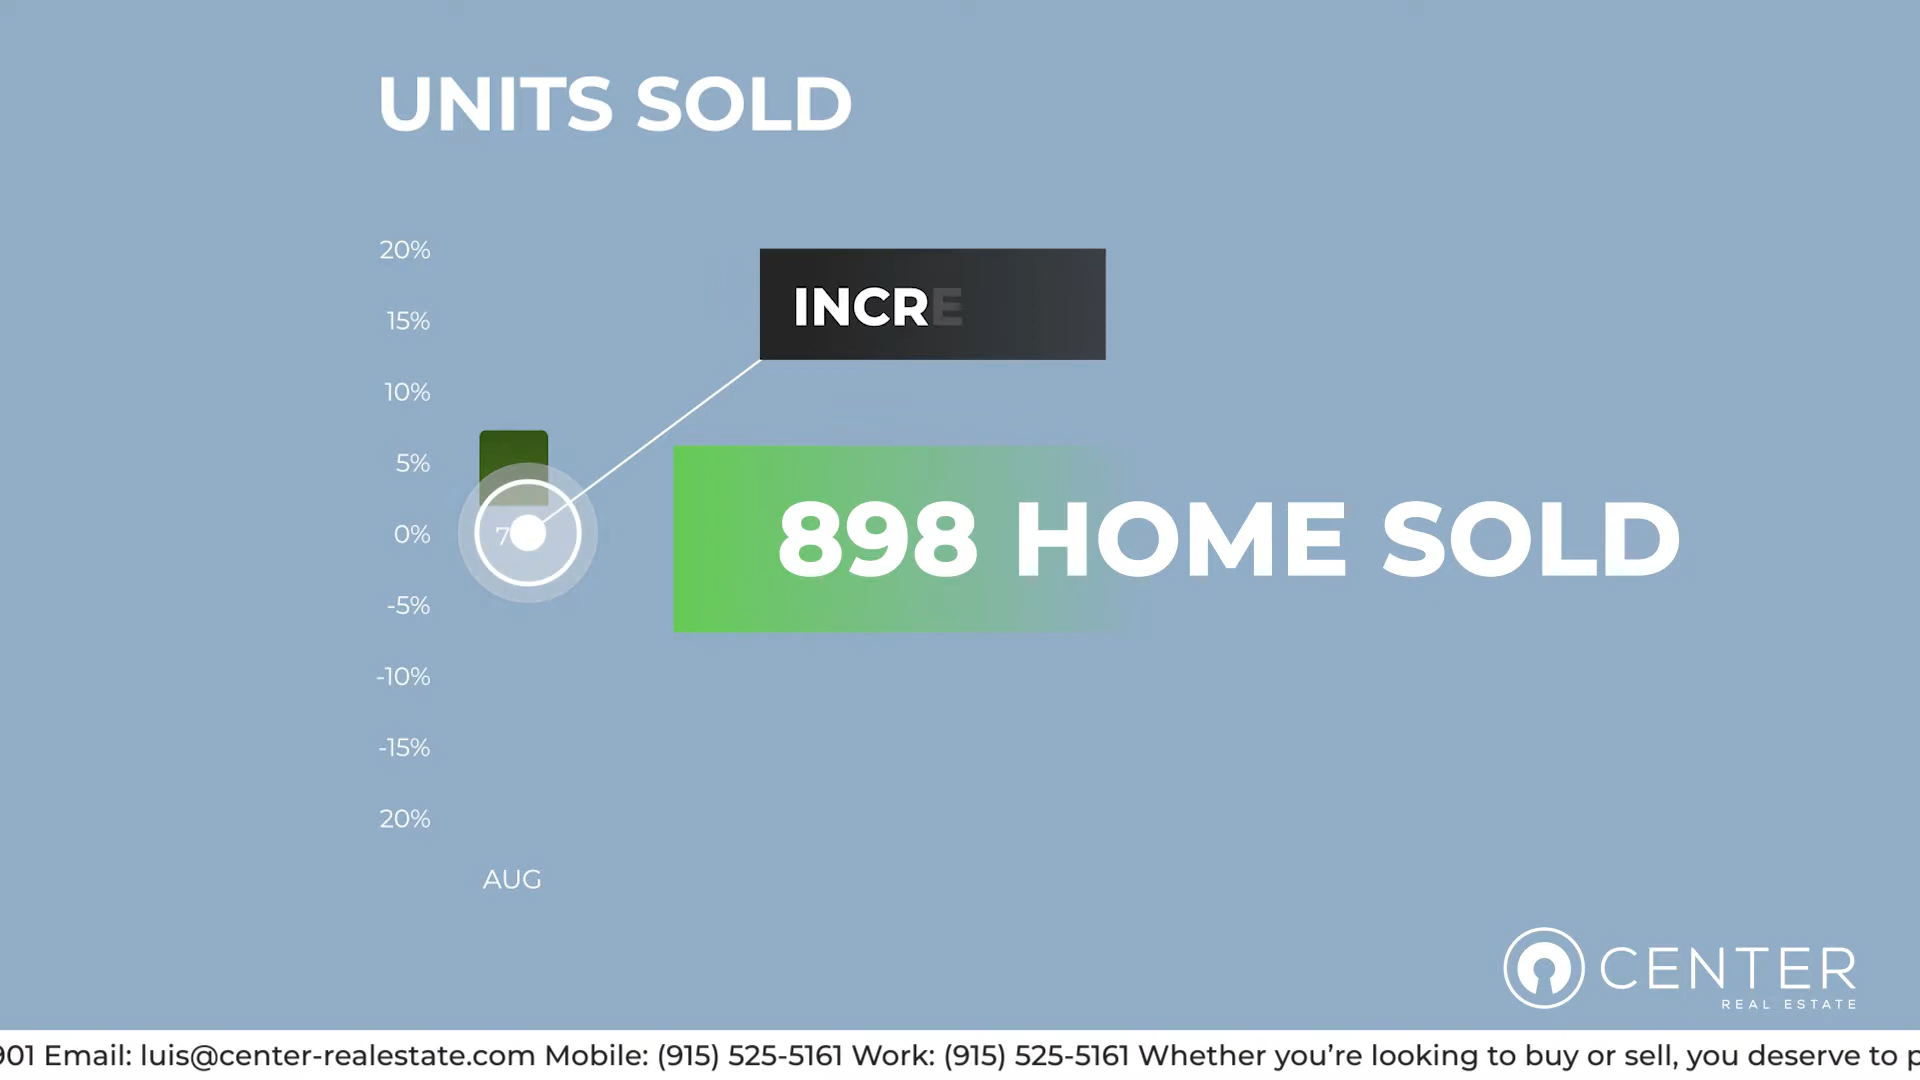 UNITS SOLD
20%
15%
10%
5%
0%
-5%
-10%
-15%
20%
AUG
7
INCRE
898 HOME SOLD
CENTER
REAL ESTATE
901 Email: luis@center-realestate.com Mobile: (915) 525-5161 Work: (915) 525-5161 Whether you’re looking to buy or sell, you deserve to p